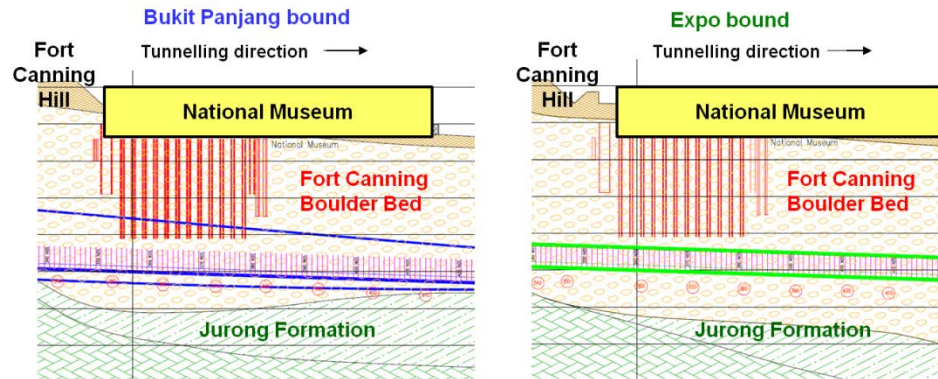 Bukit Panjang bound
Fort
Canning
Hill
Tunnelling direction
National Museum
National Museum
Fort Canning
Boulder Bed
Jurong Formation
Expo bound
Fort
Canning
Hill
Tunnelling direction
National Museum
National Museum
Fort Canning
Boulder Bed
Jurong Formation